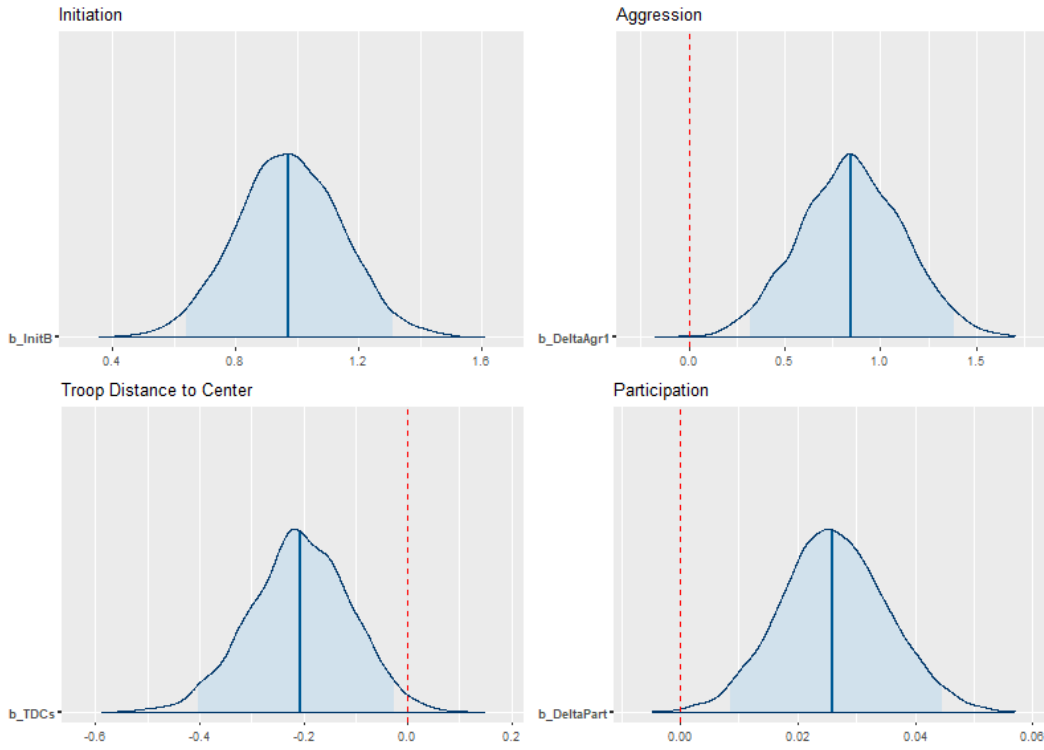 Initiation
b_InitB
0.4 0.8 1.2 1.6
Aggression
b_DeltaAgr1
0.0 0.5 1.0 1.5
Troop Distance to Center
b_TDCs
-0.6 -0.4 -0.2 0.0 0.2
Participation
b_DeltaPart
0.00 0.02 0.04 0.06